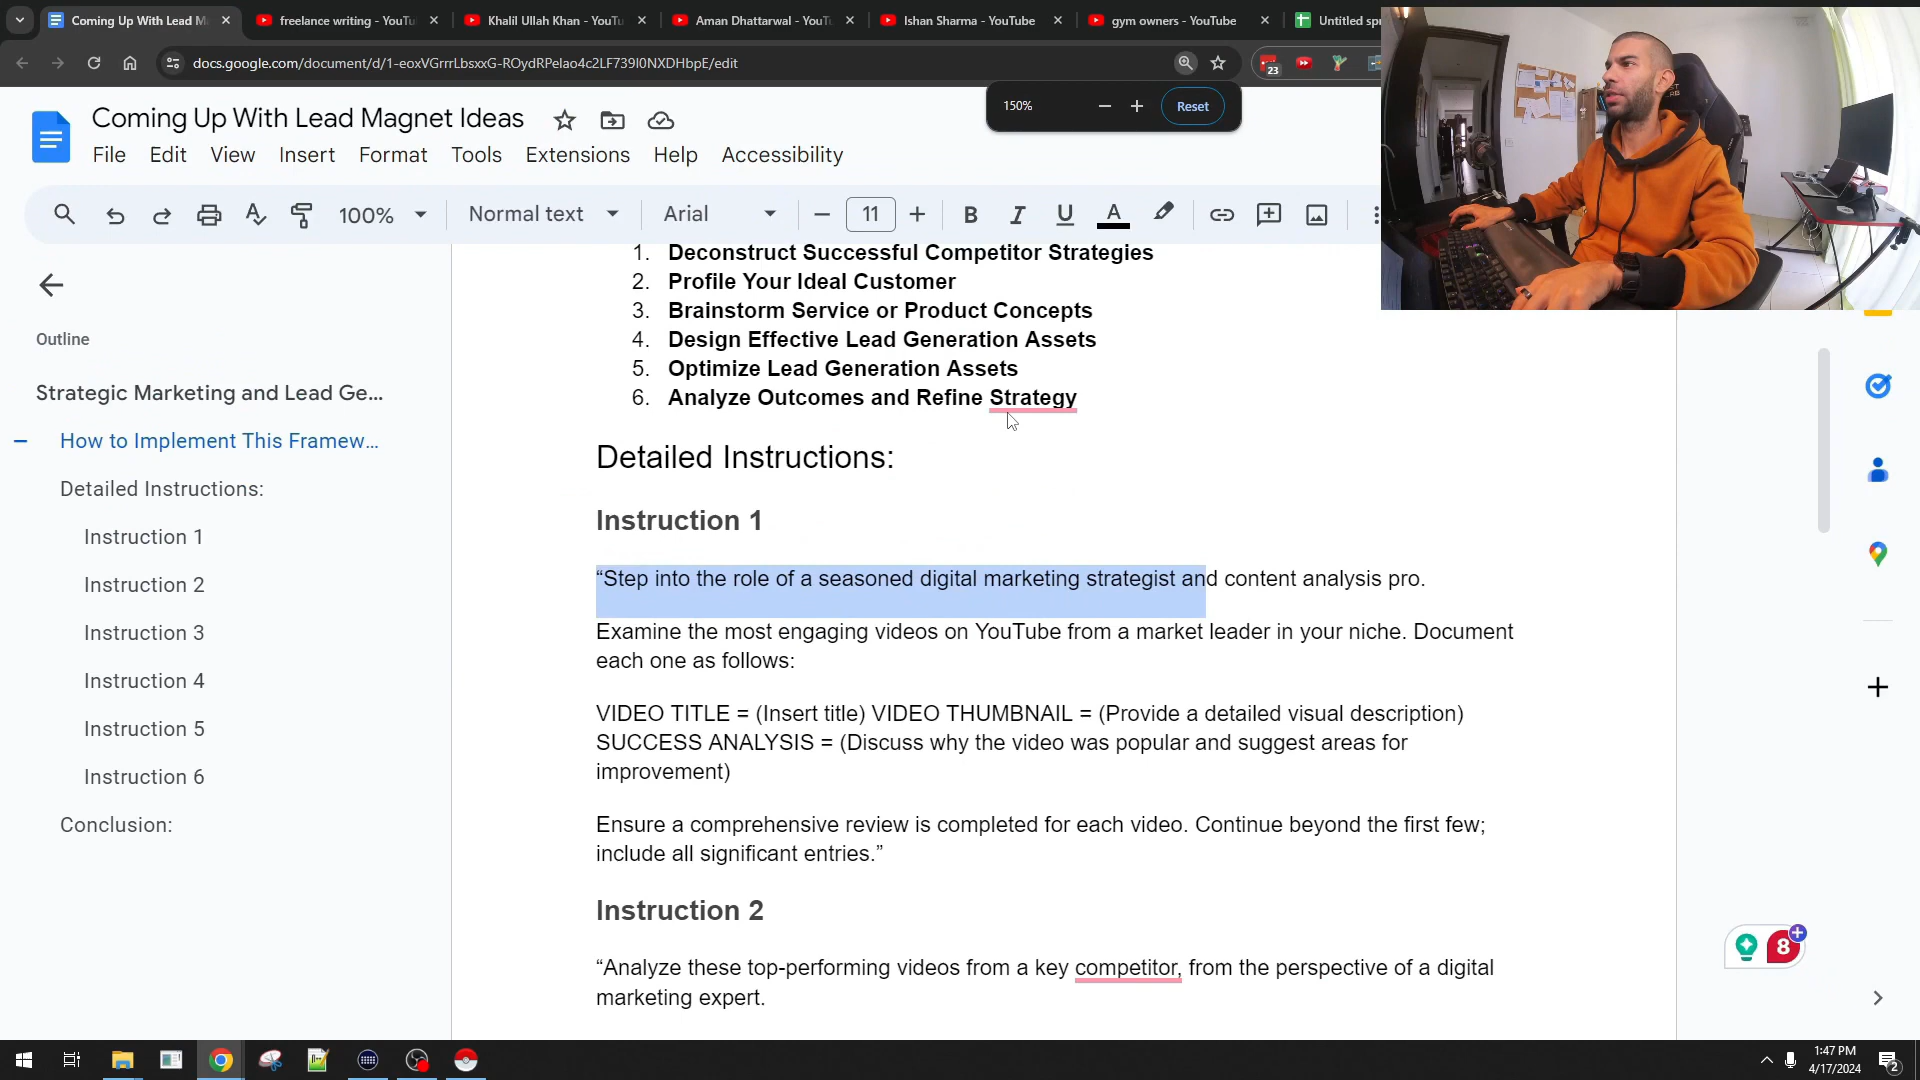 Coming Up With Lead M
freelance writing - YouTu
Khalil Ullah Khan - YouTu
Aman Dhattarwal - YouTu
Ishan Sharma - YouTube
gym owners - YouTube
Untitled spr
docs.google.com/document/d/1-eoxVGrrrLbsxxG-ROydRPelao4c2LF739I0NXDHbpE/edit
23
150%
Reset
Coming Up With Lead Magnet Ideas
File Edit View Insert Format Tools Extensions Help Accessibility
100% Normal text Arial 11 B I U A
1. Deconstruct Successful Competitor Strategies
2. Profile Your Ideal Customer
3. Brainstorm Service or Product Concepts
4. Design Effective Lead Generation Assets
5. Optimize Lead Generation Assets
6. Analyze Outcomes and Refine Strategy
Outline
Strategic Marketing and Lead Ge...
How to Implement This Framew...
Detailed Instructions:
Instruction 1
Instruction 2
Instruction 3
Instruction 4
Instruction 5
Instruction 6
Conclusion:
Detailed Instructions:
Instruction 1
“Step into the role of a seasoned digital marketing strategist and content analysis pro.
Examine the most engaging videos on YouTube from a market leader in your niche. Document
each one as follows:
VIDEO TITLE = (Insert title) VIDEO THUMBNAIL = (Provide a detailed visual description)
SUCCESS ANALYSIS = (Discuss why the video was popular and suggest areas for
improvement)
Ensure a comprehensive review is completed for each video. Continue beyond the first few;
include all significant entries.”
Instruction 2
“Analyze these top-performing videos from a key competitor, from the perspective of a digital
marketing expert.
8
1:47 PM
4/17/2024
2